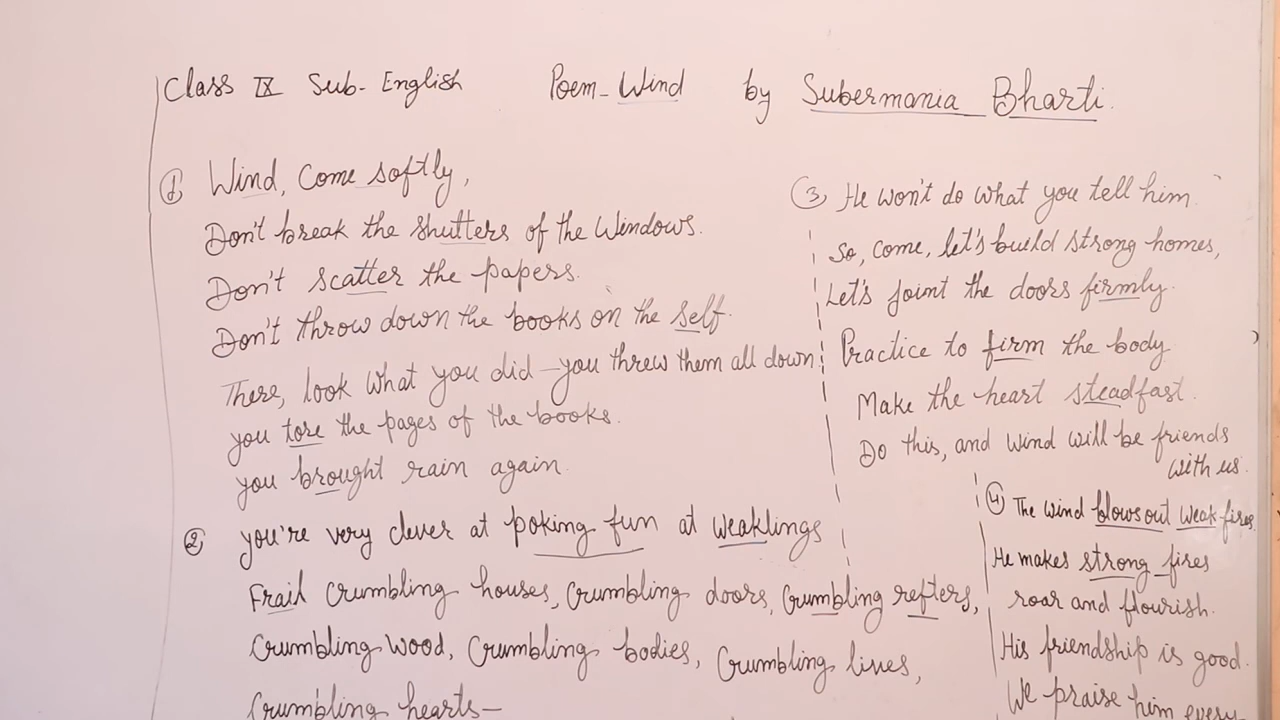 Class IX Sub- English Poem- Wind by Subermania Bharti.
① Wind, Come softly,
Don't break the shutters of the Windows.
Don't scatter the papers.
Don't throw down the books on the self.
There, look what you did - you threw them all down
you tore the pages of the books.
you brought rain again.
② you're very clever at poking fun at weaklings
Frail crumbling houses, crumbling doors, crumbling refters,
Crumbling wood, Crumbling bodies, Crumbling lives,
Crumbling hearts-
③ He won't do what you tell him.
So, come, let's build strong homes,
Let's joint the doors firmly.
Practice to firm the body
Make the heart steadfast.
Do this, and wind will be friends
with us.
④ The wind blows out weak fires.
He makes strong fires
roar and flourish.
His friendship is good.
We praise him every